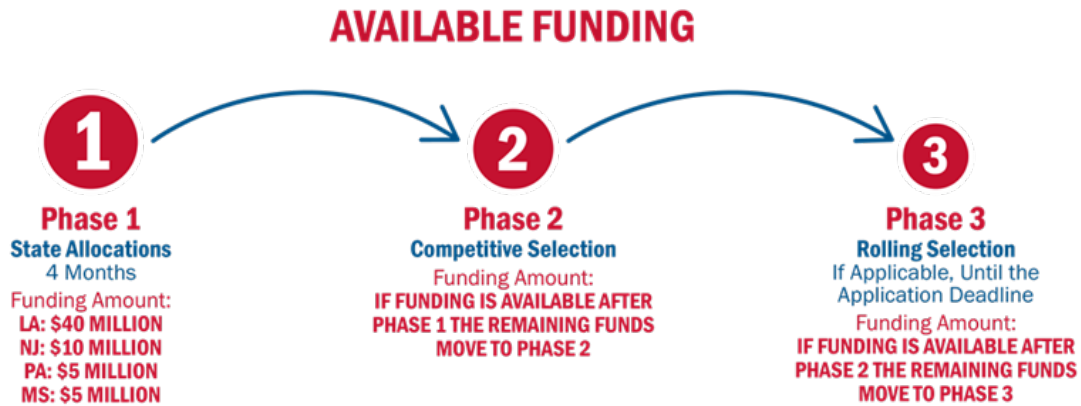 AVAILABLE FUNDING
1
Phase 1
State Allocations
4 Months
Funding Amount:
LA: $40 MILLION
NJ: $10 MILLION
PA: $5 MILLION
MS: $5 MILLION
2
Phase 2
Competitive Selection
Funding Amount:
IF FUNDING IS AVAILABLE AFTER
PHASE 1 THE REMAINING FUNDS
MOVE TO PHASE 2
3
Phase 3
Rolling Selection
If Applicable, Until the
Application Deadline
Funding Amount:
IF FUNDING IS AVAILABLE AFTER
PHASE 2 THE REMAINING FUNDS
MOVE TO PHASE 3